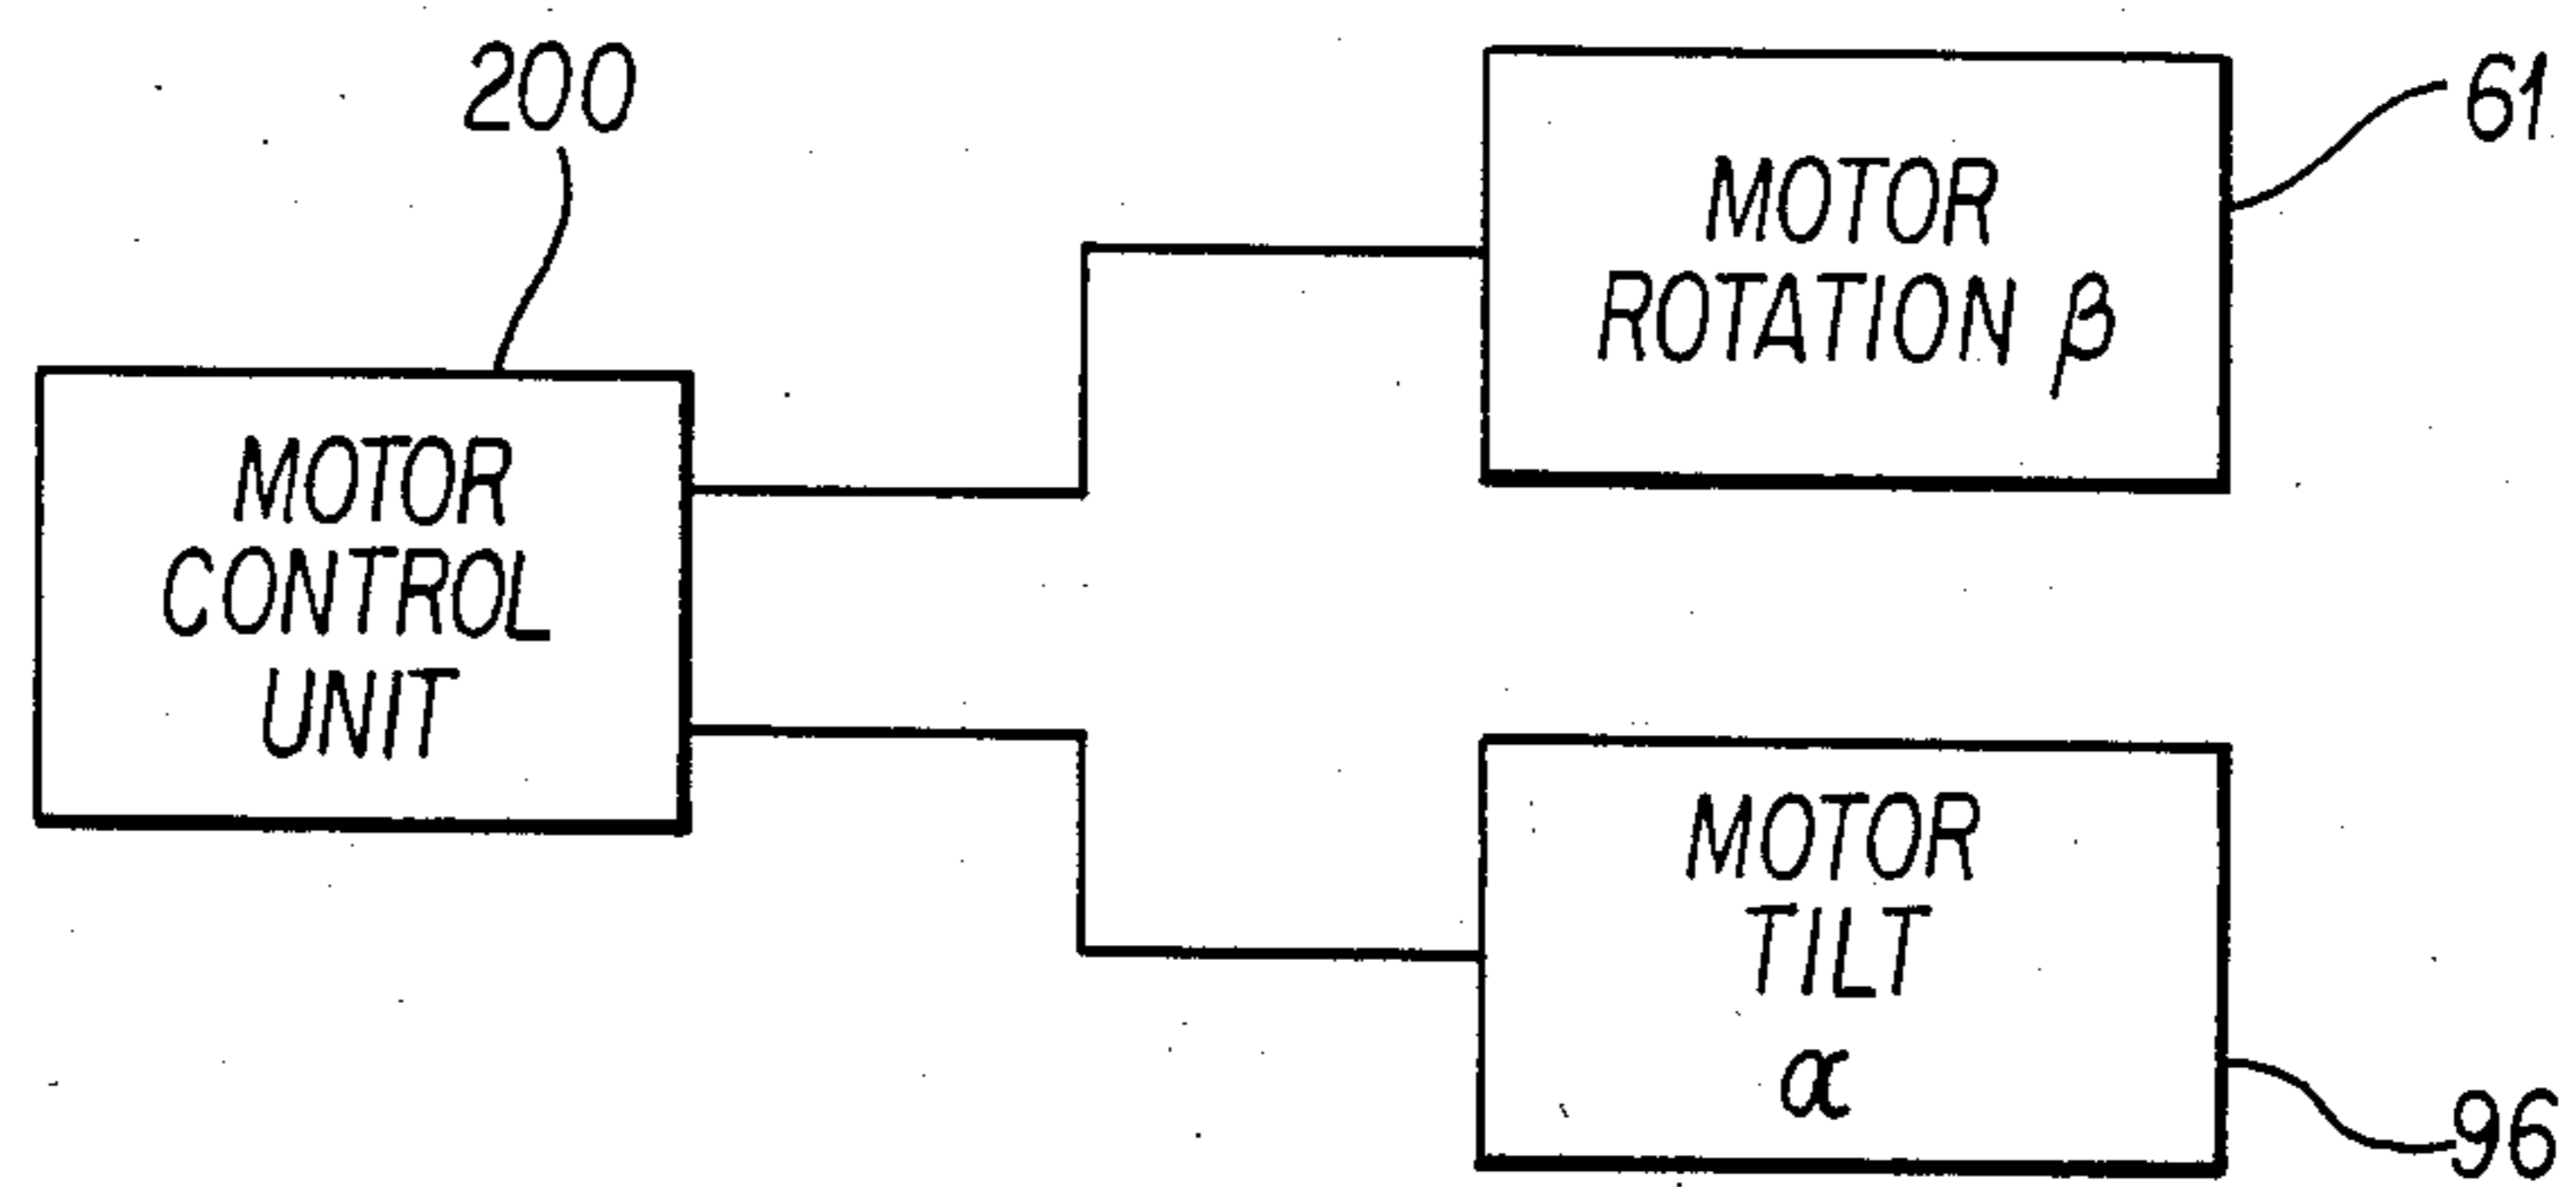 200
MOTOR
CONTROL
UNIT
MOTOR
ROTATION β
61
MOTOR
TILT
α
96